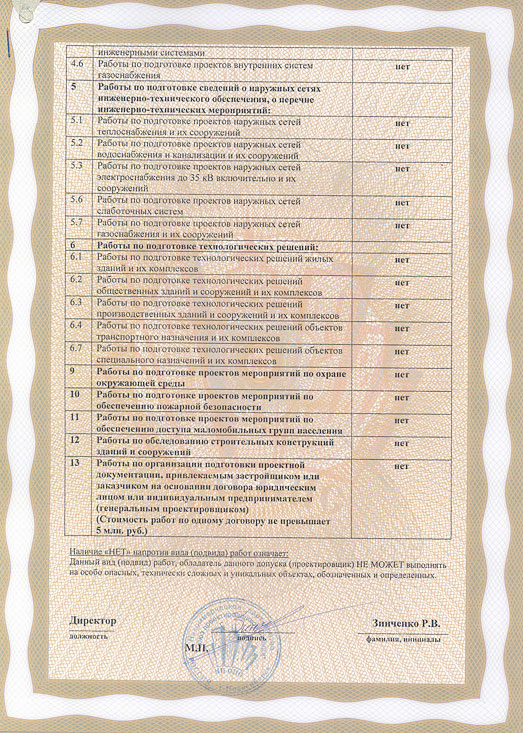 инженерными системами
4.6 Работы по подготовке проектов внутренних систем нет
газоснабжения
5 Работы по подготовке сведений о наружных сетях
инженерно-технического обеспечения, о перечне
инженерно-технических мероприятий:
5.1 Работы по подготовке проектов наружных сетей нет
теплоснабжения и их сооружений
5.2 Работы по подготовке проектов наружных сетей нет
водоснабжения и канализации и их сооружений
5.3 Работы по подготовке проектов наружных сетей нет
электроснабжения до 35 кВ включительно и их
сооружений
5.6 Работы по подготовке проектов наружных сетей нет
слаботочных систем
5.7 Работы по подготовке проектов наружных сетей нет
газоснабжения и их сооружений
6 Работы по подготовке технологических решений:
6.1 Работы по подготовке технологических решений жилых нет
зданий и их комплексов
6.2 Работы по подготовке технологических решений нет
общественных зданий и сооружений и их комплексов
6.3 Работы по подготовке технологических решений нет
производственных зданий и сооружений и их комплексов
6.4 Работы по подготовке технологических решений объектов нет
транспортного назначения и их комплексов
6.7 Работы по подготовке технологических решений объектов нет
специального назначений и их комплексов
9 Работы по подготовке проектов мероприятий по охране нет
окружающей среды
10 Работы по подготовке проектов мероприятий по нет
обеспечению пожарной безопасности
11 Работы по подготовке проектов мероприятий по нет
обеспечению доступа маломобильных групп населения
12 Работы по обследованию строительных конструкций нет
зданий и сооружений
13 Работы по организации подготовки проектной нет
документации, привлекаемым застройщиком или
заказчиком на основании договора юридическим
лицом или индивидуальным предпринимателем
(генеральным проектировщиком)
(Стоимость работ по одному договору не превышает
5 млн. руб.)
Наличие «НЕТ» напротив вида (подвида) работ означает:
Данный вид (подвид) работ, обладатель данного допуска (проектировщик) НЕ МОЖЕТ выполнять
на особо опасных, технически сложных и уникальных объектах, обозначенных и определенных.
Директор Зинченко Р.В.
должность подпись фамилия, инициалы
М.П.